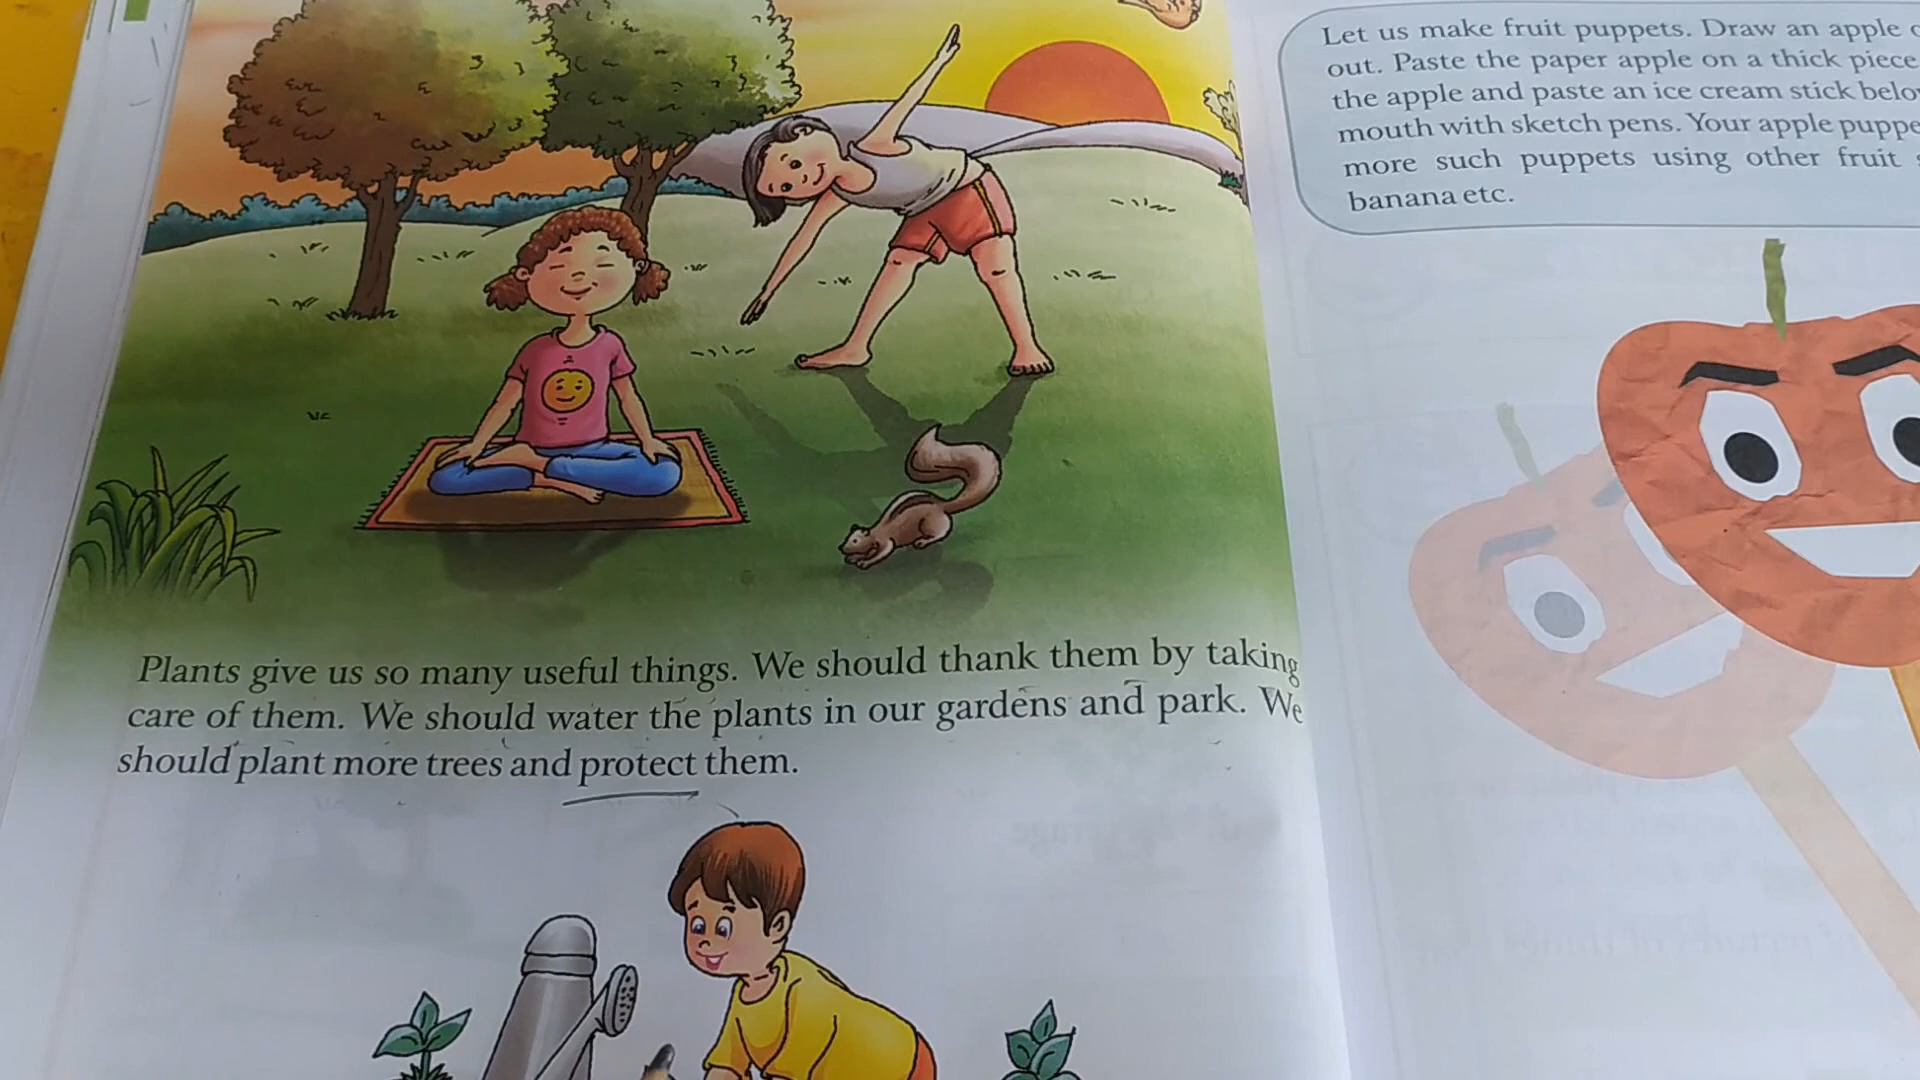 Plants give us so many useful things. We should thank them by taking
care of them. We should water the plants in our gardens and park. We
should plant more trees and protect them.
Let us make fruit puppets. Draw an apple
out. Paste the paper apple on a thick piece
the apple and paste an ice cream stick
mouth with sketch pens. Your apple
more such puppets using other fruit
banana etc.